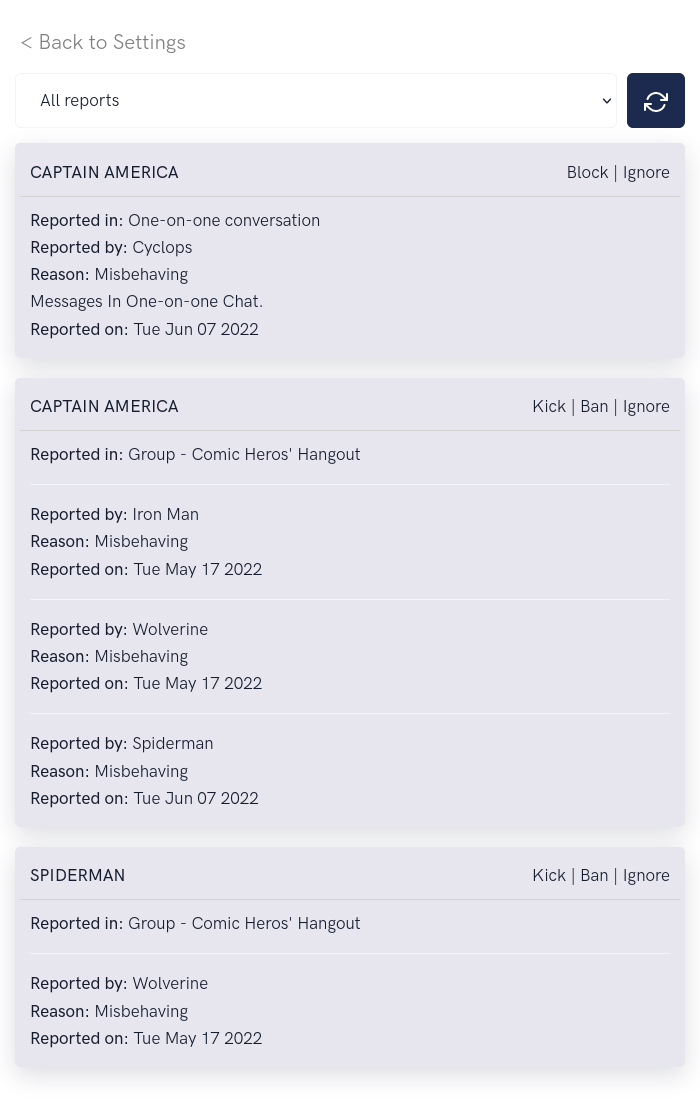 < Back to Settings
All reports
CAPTAIN AMERICA
Block | Ignore
Reported in: One-on-one conversation
Reported by: Cyclops
Reason: Misbehaving
Messages In One-on-one Chat.
Reported on: Tue Jun 07 2022
CAPTAIN AMERICA
Kick | Ban | Ignore
Reported in: Group - Comic Heros' Hangout
Reported by: Iron Man
Reason: Misbehaving
Reported on: Tue May 17 2022
Reported by: Wolverine
Reason: Misbehaving
Reported on: Tue May 17 2022
Reported by: Spiderman
Reason: Misbehaving
Reported on: Tue Jun 07 2022
SPIDERMAN
Kick | Ban | Ignore
Reported in: Group - Comic Heros' Hangout
Reported by: Wolverine
Reason: Misbehaving
Reported on: Tue May 17 2022